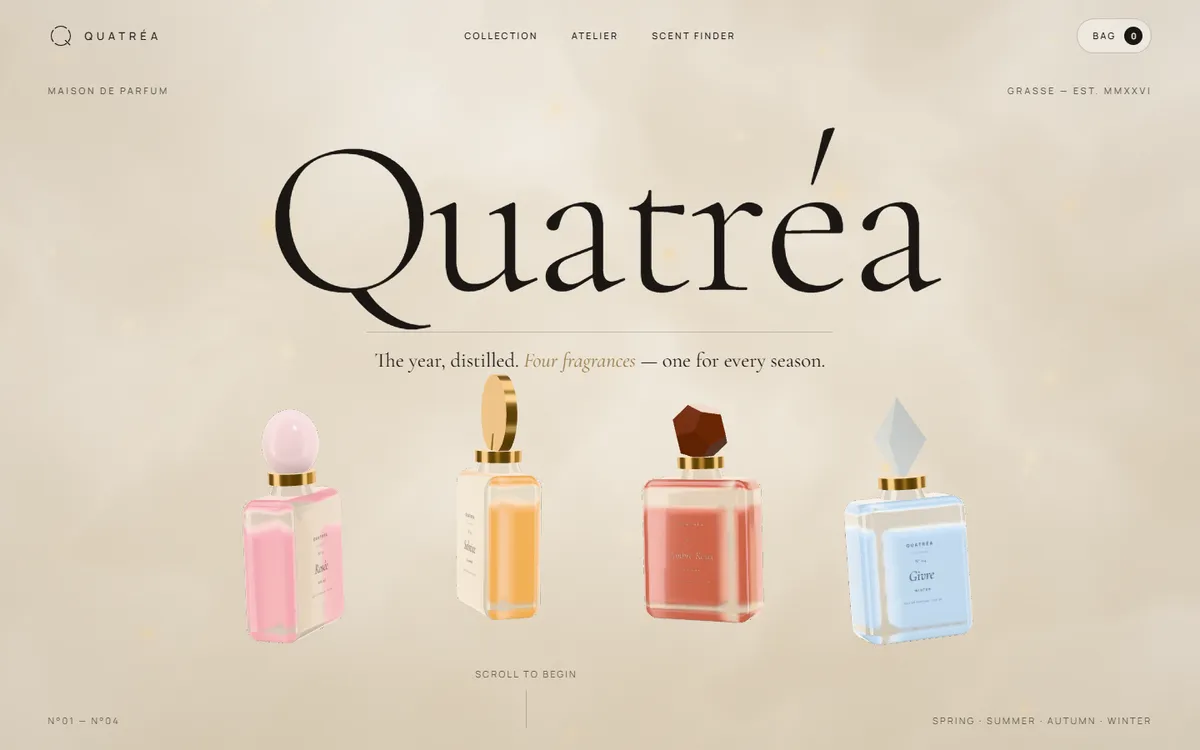 QUATRÉA
COLLECTION
ATELIER
SCENT FINDER
BAG 0
MAISON DE PARFUM
GRASSE — EST. MMXXVI
Quatréa
The year, distilled. Four fragrances — one for every season.
Rosée
QUATRÉA
Givre
WINTER
SCROLL TO BEGIN
N°01 — N°04
SPRING · SUMMER · AUTUMN · WINTER